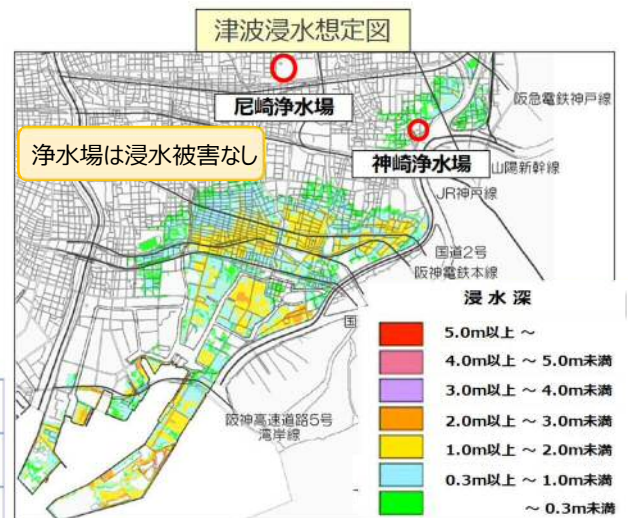 津波浸水想定図
尼崎浄水場
阪急電鉄神戸線
浄水場は浸水被害なし
神崎浄水場
山陽新幹線
JR神戸線
国道2号
阪神電鉄本線
国
浸水深
5.0m以上 ~
4.0m以上 ~ 5.0m未満
3.0m以上 ~ 4.0m未満
2.0m以上 ~ 3.0m未満
1.0m以上 ~ 2.0m未満
0.3m以上 ~ 1.0m未満
~ 0.3m未満
阪神高速道路5号
湾岸線